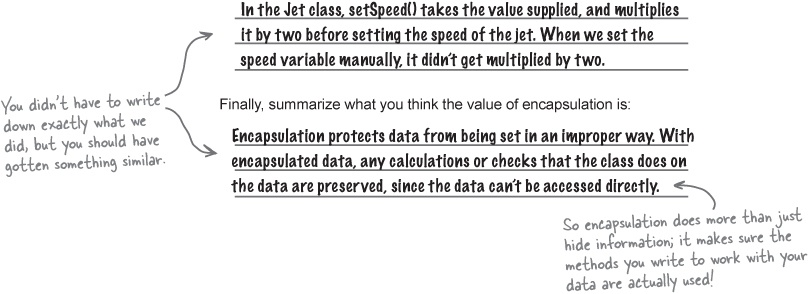 In the Jet class, setSpeed() takes the value supplied, and multiplies
it by two before setting the speed of the jet. When we set the
speed variable manually, it didn't get multiplied by two.
You didn't have to write
down exactly what we
did, but you should have
gotten something similar.
Finally, summarize what you think the value of encapsulation is:
Encapsulation protects data from being set in an improper way. With
encapsulated data, any calculations or checks that the class does on
the data are preserved, since the data can't be accessed directly.
So encapsulation does more than just
hide information; it makes sure the
methods you write to work with your
data are actually used!